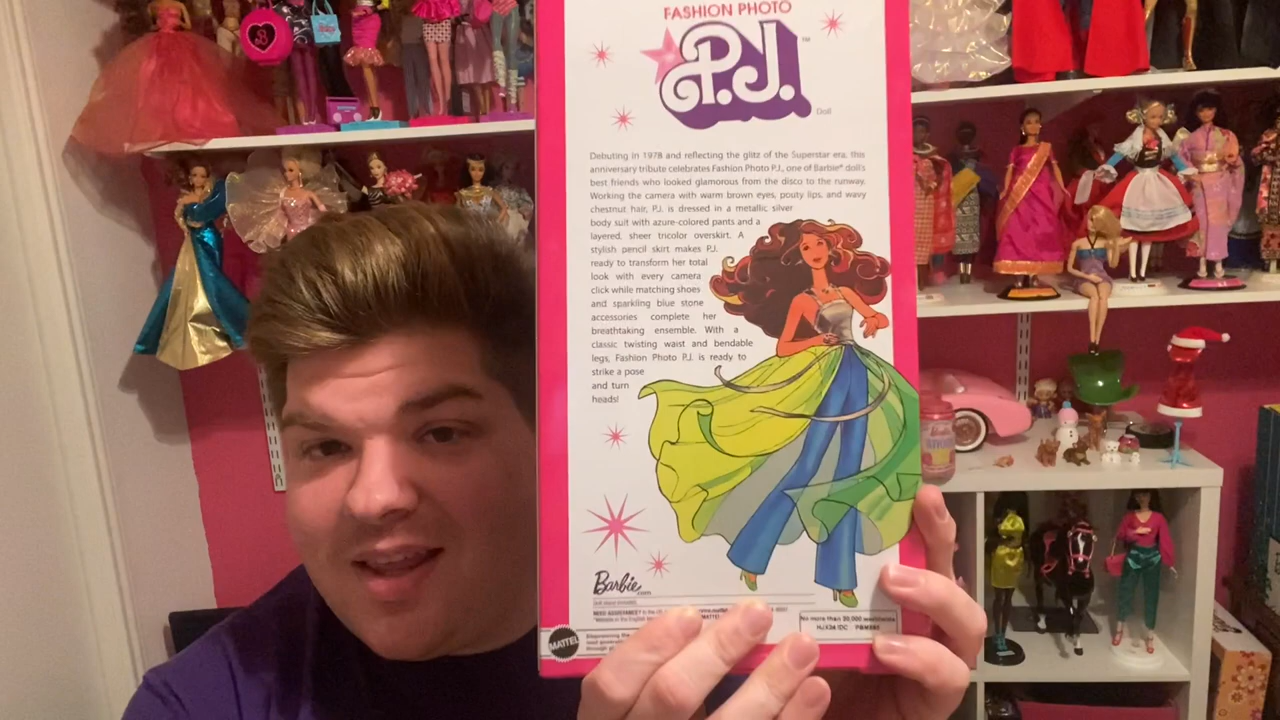 FASHION PHOTO
P.J.™
Doll
Debuting in 1978 and reflecting the glitz of the Superstar era, this
anniversary tribute celebrates Fashion Photo P.J., one of Barbie® doll's
best friends who looked glamorous from the disco to the runway.
Working the camera with warm brown eyes, pouty lips, and wavy
chestnut hair, P.J. is dressed in a metallic silver
body suit with azure-colored pants and a
layered, sheer tricolor overskirt. A
stylish pencil skirt makes P.J.
ready to transform her total
look with every camera
click while matching shoes
and sparkling blue stone
accessories complete her
breathtaking ensemble. With a
classic twisting waist and bendable
legs, Fashion Photo P.J. is ready to
strike a pose
and turn
heads!
Barbie.com
NEED ASSISTANCE?
MATTEL
No more than 20,000 worldwide
MATTEL